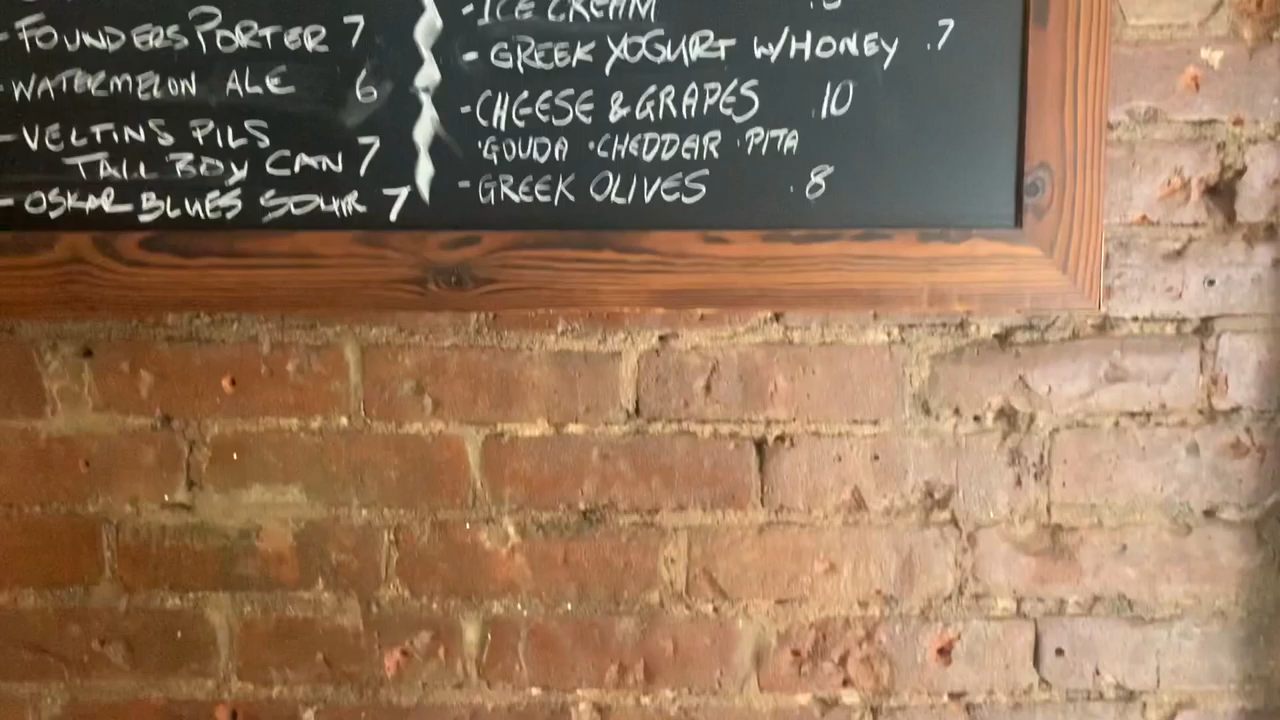 -FOUNDERS PORTER 7
-WATERMELON ALE 6
-VELTINS PILS
TALL BOY CAN 7
-OSKAR BLUES SOUR 7
-ICE CREAM
-GREEK YOGURT W/HONEY .7
-CHEESE & GRAPES .10
·GOUDA ·CHEDDAR ·PITA
-GREEK OLIVES .8